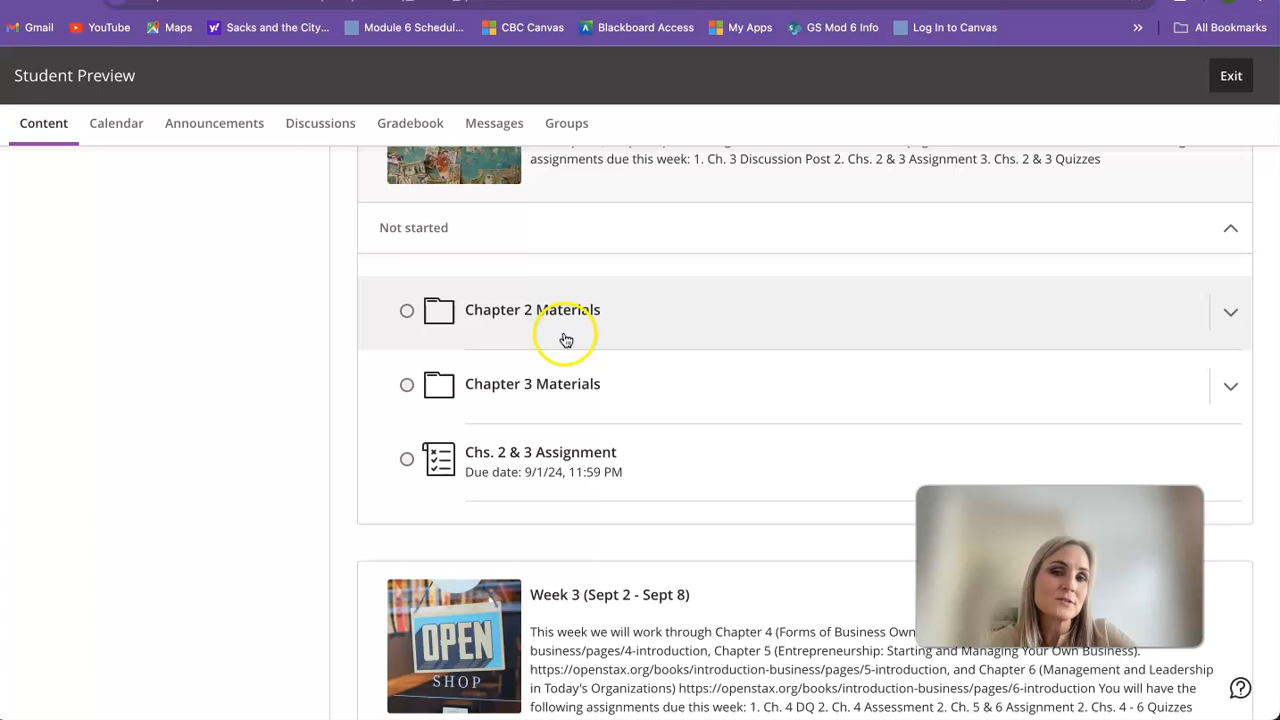 Gmail YouTube Maps Sacks and the City... Module 6 Schedul... CBC Canvas Blackboard Academy My Apps GS Mod 6 Info Log In to Canvas » All Bookmarks
Student Preview Exit
Content Calendar Announcements Discussions Gradebook Messages Groups
assignments due this week: 1. Ch. 3 Discussion Post 2. Chs. 2 & 3 Assignment 3. Chs. 2 & 3 Quizzes
Not started
Chapter 2 Materials
Chapter 3 Materials
Chs. 2 & 3 Assignment
Due date: 9/1/24, 11:59 PM
OPEN
SHOP
Week 3 (Sept 2 - Sept 8)
This week we will work through Chapter 4 (Forms of Business Own
business/pages/4-introduction, Chapter 5 (Entrepreneurship: Starting and Managing Your Own Business).
https://openstax.org/books/introduction-business/pages/5-introduction, and Chapter 6 (Management and Leadership
in Today's Organizations) https://openstax.org/books/introduction-business/pages/6-introduction You will have the
following assignments due this week: 1. Ch. 4 DQ 2. Ch. 4 Assessment 2. Ch. 5 & 6 Assignment 2. Chs. 4 - 6 Quizzes